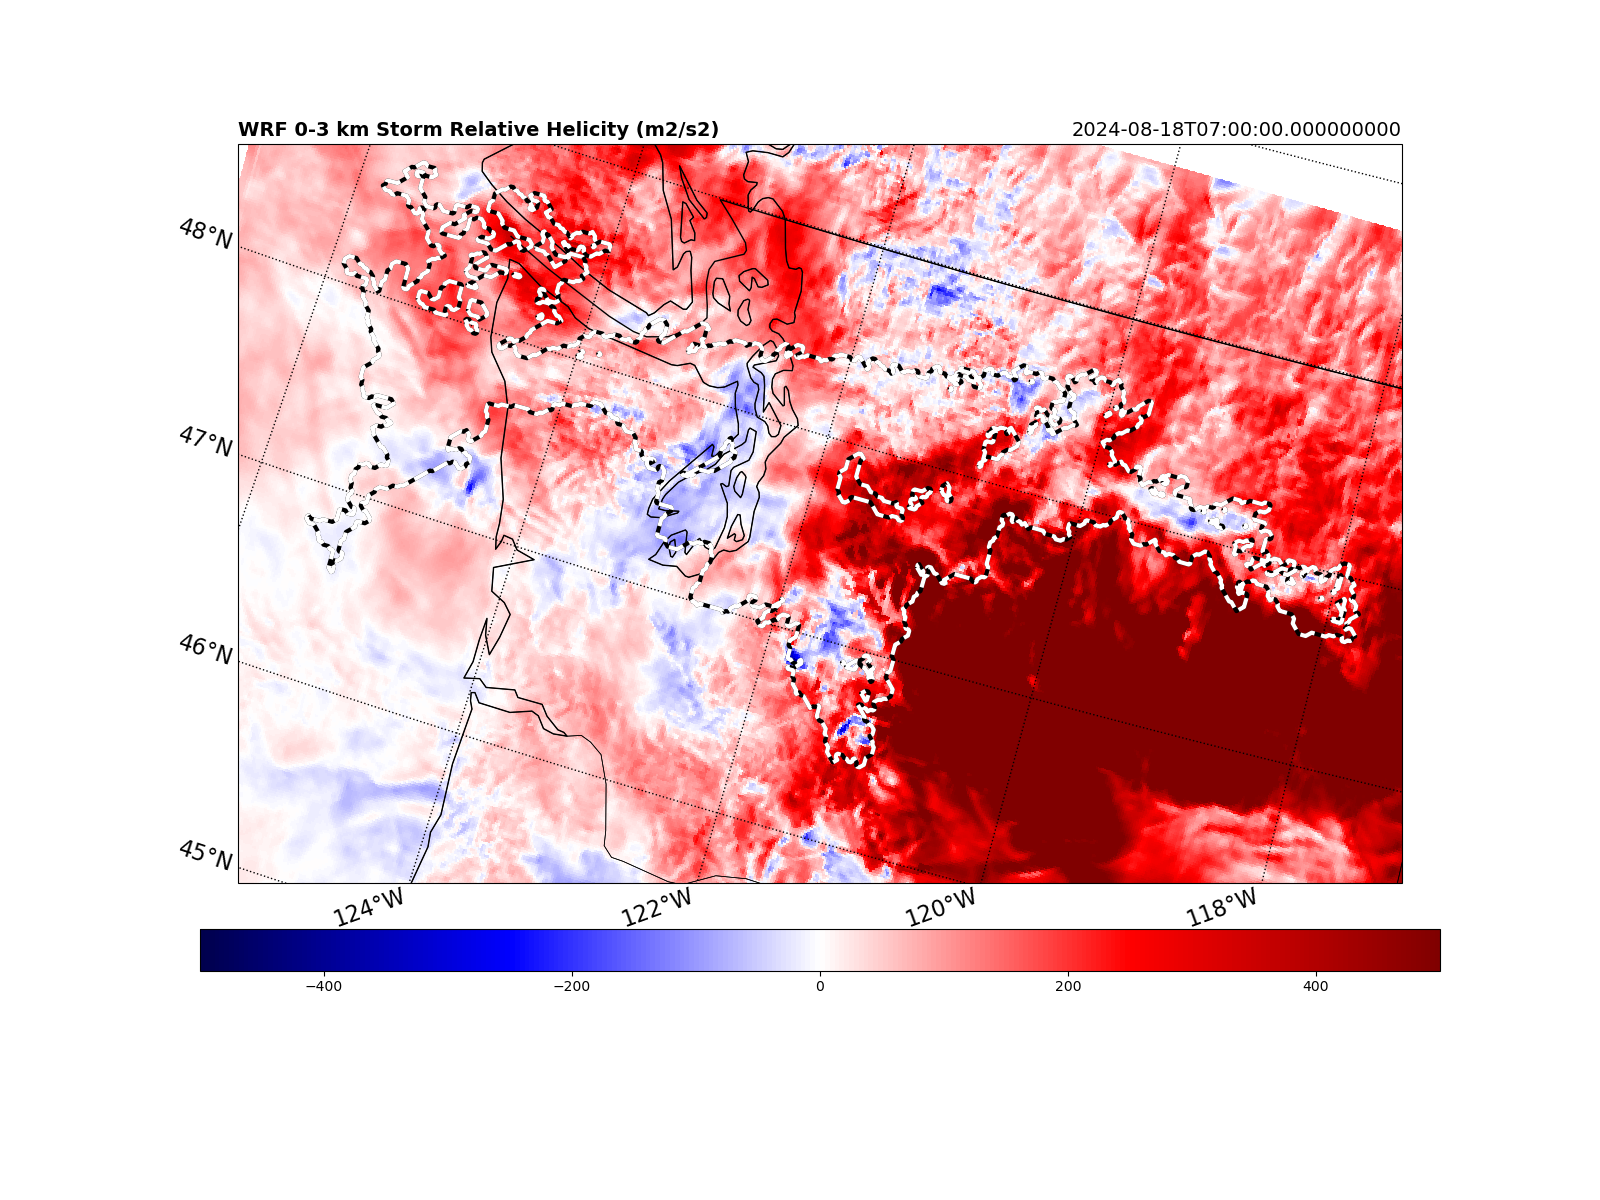 WRF 0-3 km Storm Relative Helicity (m2/s2)
2024-08-18T07:00:00.000000000
48°N
47°N
46°N
45°N
124°W
122°W
120°W
118°W
−400
−200
0
200
400